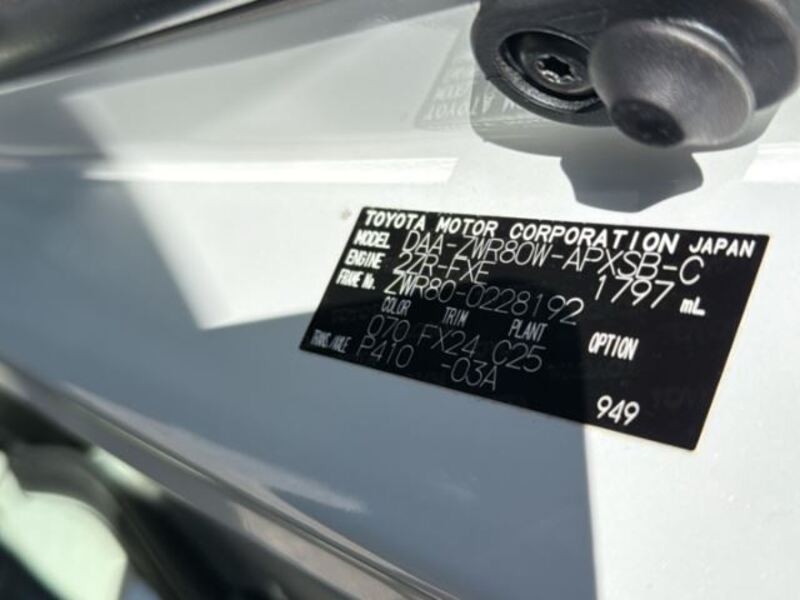 TOYOTA MOTOR CORPORATION JAPAN
MODEL DAA-ZWR80W-APXSB-C
ENGINE 2ZR-FXE 1797 mL
FRAME No. ZWR80-0228192
COLOR TRIM PLANT OPTION
070 FX24 C25
TRANS./AXLE P410 -03A
949